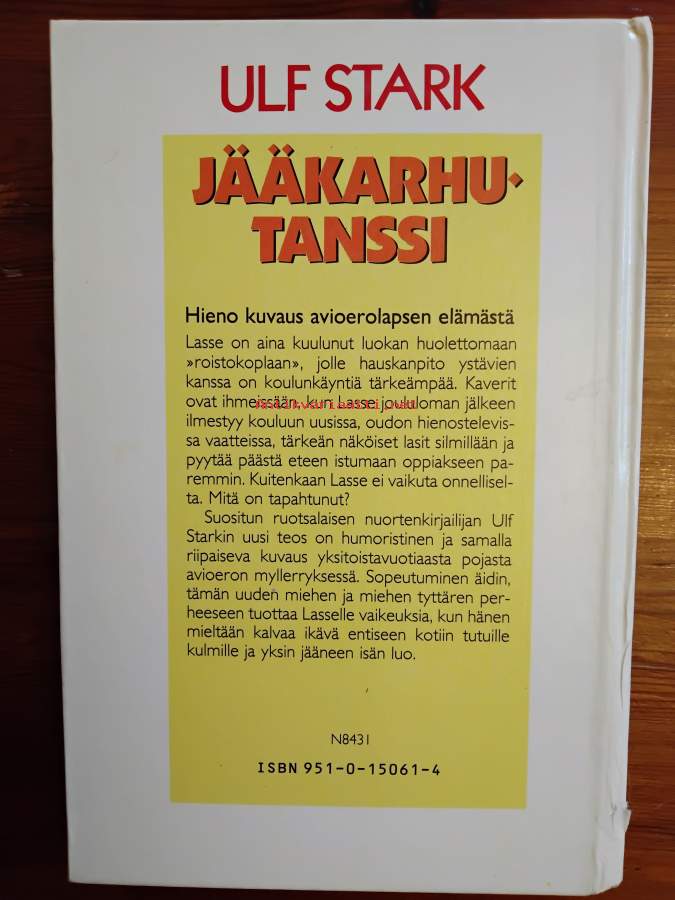 ULF STARK
JÄÄKARHU-
TANSSI
Hieno kuvaus avioerolapsen elämästä
Lasse on aina kuulunut luokan huolettomaan
»roistokoplaan», jolle hauskanpito ystävien
kanssa on koulunkäyntiä tärkeämpää. Kaverit
ovat ihmeissään, kun Lasse joululoman jälkeen
Antikvariaatti.net
ilmestyy kouluun uusissa, oudon hienostelevis-
sa vaatteissa, tärkeän näköiset lasit silmillään ja
pyytää päästä eteen istumaan oppiakseen pa-
remmin. Kuitenkaan Lasse ei vaikuta onnellisel-
ta. Mitä on tapahtunut?
Suositun ruotsalaisen nuortenkirjailijan Ulf
Starkin uusi teos on humoristinen ja samalla
riipaiseva kuvaus yksitoistavuotiaasta pojasta
avioeron myllerryksessä. Sopeutuminen äidin,
tämän uuden miehen ja miehen tyttären per-
heeseen tuottaa Lasselle vaikeuksia, kun hänen
mieltään kalvaa ikävä entiseen kotiin tutuille
kulmille ja yksin jääneen isän luo.
N8431
ISBN 951-0-15061-4